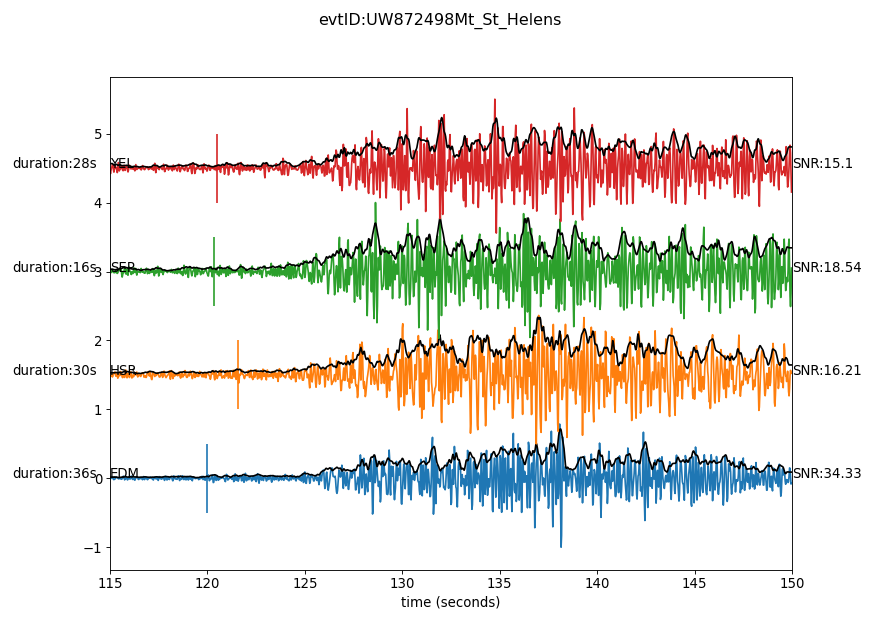 evtID:UW872498Mt_St_Helens
5
duration:28s YEL SNR:15.1
4
duration:16s 3 SEP SNR:18.54
2
duration:30s HSR SNR:16.21
1
duration:36s 0 EDM SNR:34.33
−1
115 120 125 130 135 140 145 150
time (seconds)